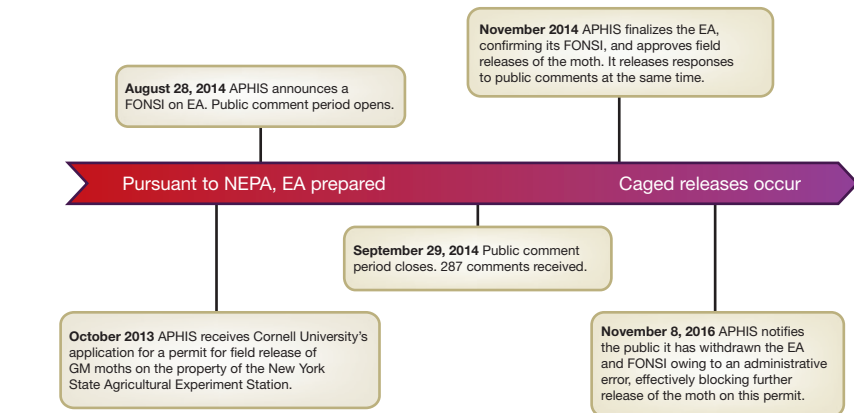 November 2014 APHIS finalizes the EA,
confirming its FONSI, and approves field
releases of the moth. It releases responses
to public comments at the same time.
August 28, 2014 APHIS announces a
FONSI on EA. Public comment period opens.
Pursuant to NEPA, EA prepared
Caged releases occur
September 29, 2014 Public comment
period closes. 287 comments received.
October 2013 APHIS receives Cornell University’s
application for a permit for field release of
GM moths on the property of the New York
State Agricultural Experiment Station.
November 8, 2016 APHIS notifies
the public it has withdrawn the EA
and FONSI owing to an administrative
error, effectively blocking further
release of the moth on this permit.